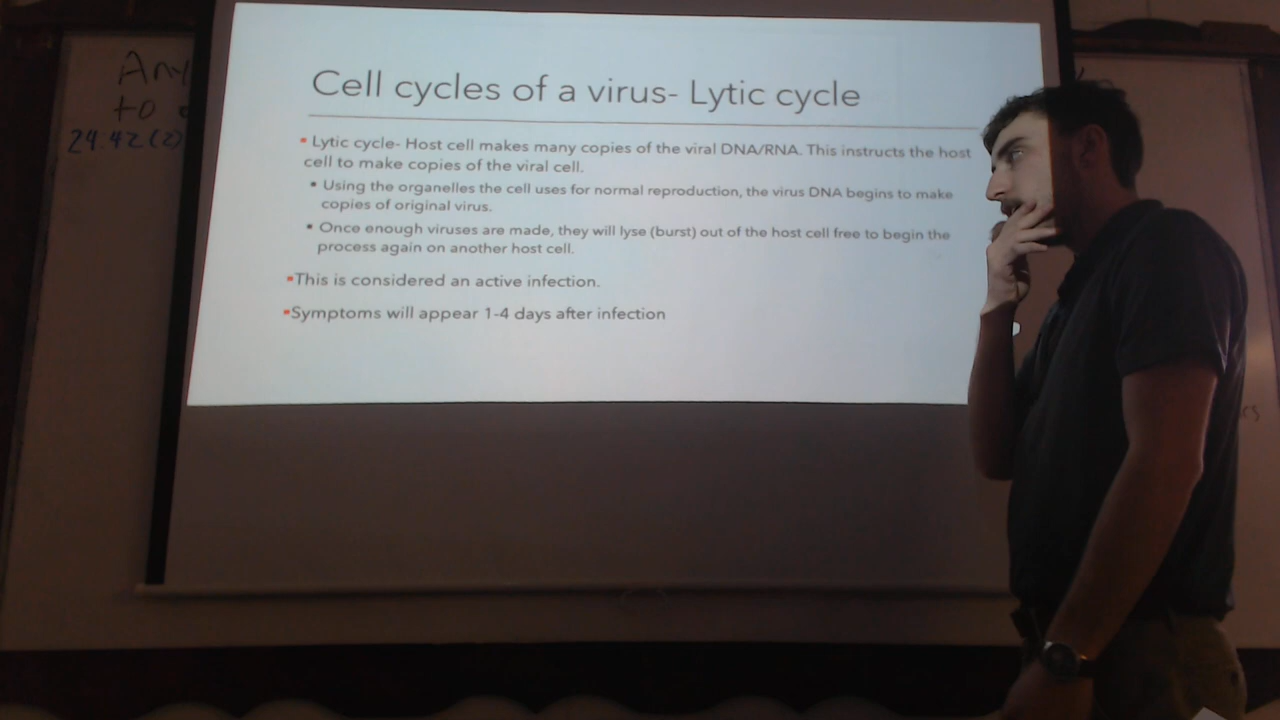 Cell cycles of a virus- Lytic cycle
▪ Lytic cycle- Host cell makes many copies of the viral DNA/RNA. This instructs the host
cell to make copies of the viral cell.
▪ Using the organelles the cell uses for normal reproduction, the virus DNA begins to make
copies of original virus.
▪ Once enough viruses are made, they will lyse (burst) out of the host cell free to begin the
process again on another host cell.
▪This is considered an active infection.
▪Symptoms will appear 1-4 days after infection
to
24.42(2)